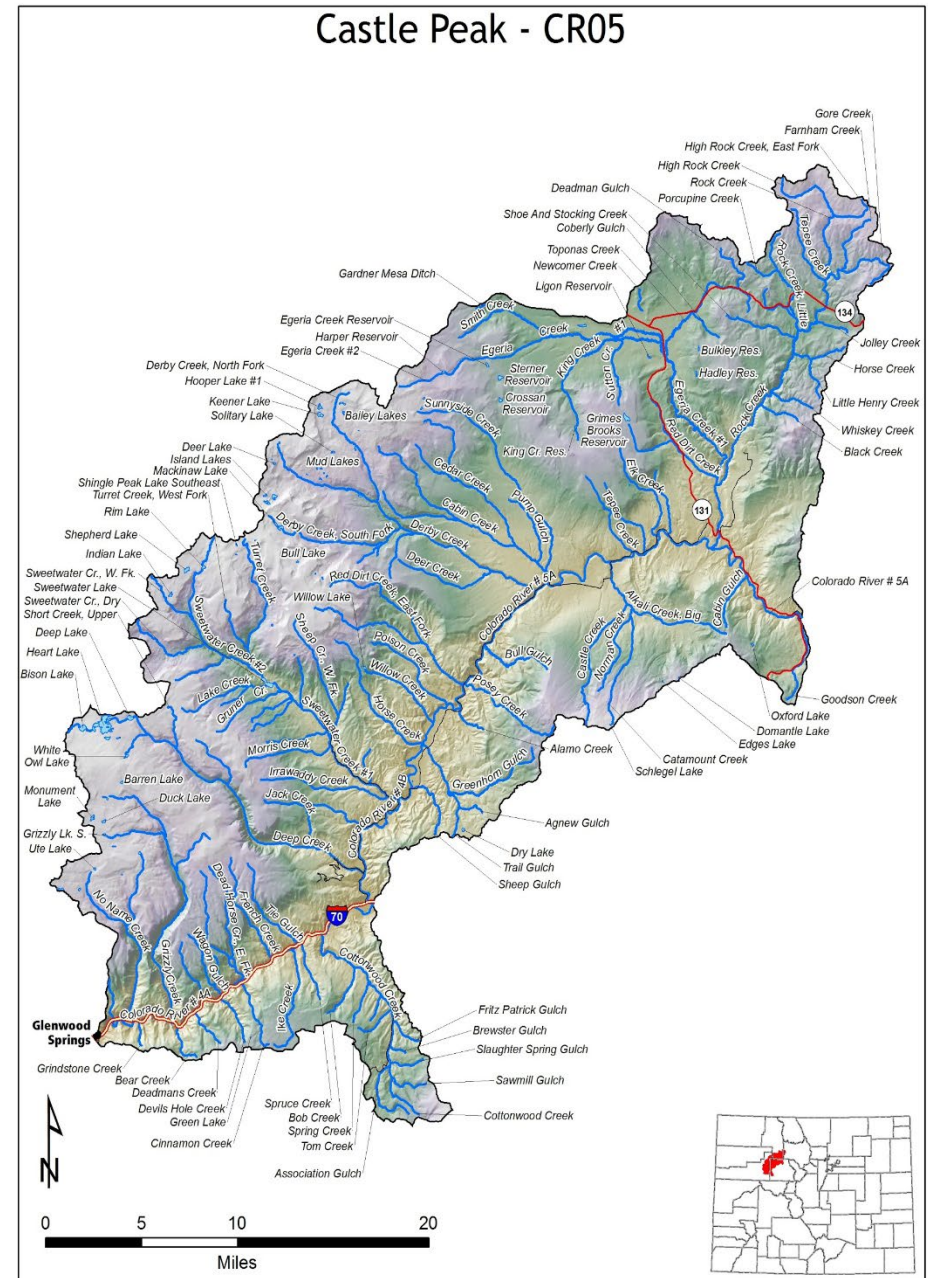 Castle Peak - CR05
Gore Creek
Farnham Creek
High Rock Creek, East Fork
High Rock Creek
Rock Creek
Porcupine Creek
Deadman Gulch
Shoe And Stocking Creek
Coberly Gulch
Toponas Creek
Newcomer Creek
Ligon Reservoir
Gardner Mesa Ditch
Egeria Creek Reservoir
Harper Reservoir
Egeria Creek #2
Derby Creek, North Fork
Hooper Lake #1
Keener Lake
Solitary Lake
Deer Lake
Island Lakes
Mackinaw Lake
Shingle Peak Lake Southeast
Turret Creek, West Fork
Rim Lake
Shepherd Lake
Indian Lake
Sweetwater Cr., W. Fk.
Sweetwater Lake
Sweetwater Cr., Dry
Short Creek, Upper
Deep Lake
Heart Lake
Bison Lake
White
Owl Lake
Monument
Lake
Grizzly Lk. S.
Ute Lake
Tepee Creek
Rock Creek, Little
134
Jolley Creek
Horse Creek
Little Henry Creek
Whiskey Creek
Black Creek
Smith Creek
Egeria Creek #1
King Creek
Sutton Cr.
Bulkley Res.
Hadley Res.
Sterner
Reservoir
Crossan
Reservoir
Grimes
Brooks
Reservoir
King Cr. Res.
Egeria Creek #1
Rock Creek
Red Dirt Creek
Elk Creek
Tepee Creek
131
Bailey Lakes
Sunnyside Creek
Mud Lakes
Cedar Creek
Cabin Creek
Pump Gulch
Derby Creek, South Fork
Derby Creek
Bull Lake
Deer Creek
Turret Creek
Red Dirt Creek, East Fork
Willow Lake
Colorado River # 5A
Colorado River # 5A
Alkali Creek, Big
Cabin Gulch
Castle Creek
Norman Creek
Bull Gulch
Posey Creek
Poison Creek
Willow Creek
Horse Creek
Sheep Cr., W. Fk.
Sweetwater Creek #2
Sweetwater Creek #1
Lake Creek
Gruner Cr
Morris Creek
Irrawaddy Creek
Jack Creek
Deep Creek
Colorado River # 4B
Greenhorn Gulch
Goodson Creek
Oxford Lake
Domantle Lake
Edges Lake
Catamount Creek
Schlegel Lake
Alamo Creek
Agnew Gulch
Dry Lake
Trail Gulch
Sheep Gulch
Barren Lake
Duck Lake
No Name Creek
Grizzly Creek
Wagon Gulch
Dead Horse Cr., E. Fk.
French Creek
Tie Gulch
70
Colorado River # 4A
Ike Creek
Cottonwood Creek
Glenwood
Springs
Fritz Patrick Gulch
Brewster Gulch
Slaughter Spring Gulch
Sawmill Gulch
Cottonwood Creek
Grindstone Creek
Bear Creek
Deadmans Creek
Devils Hole Creek
Green Lake
Cinnamon Creek
Spruce Creek
Bob Creek
Spring Creek
Tom Creek
Association Gulch
N
0 5 10 20
Miles